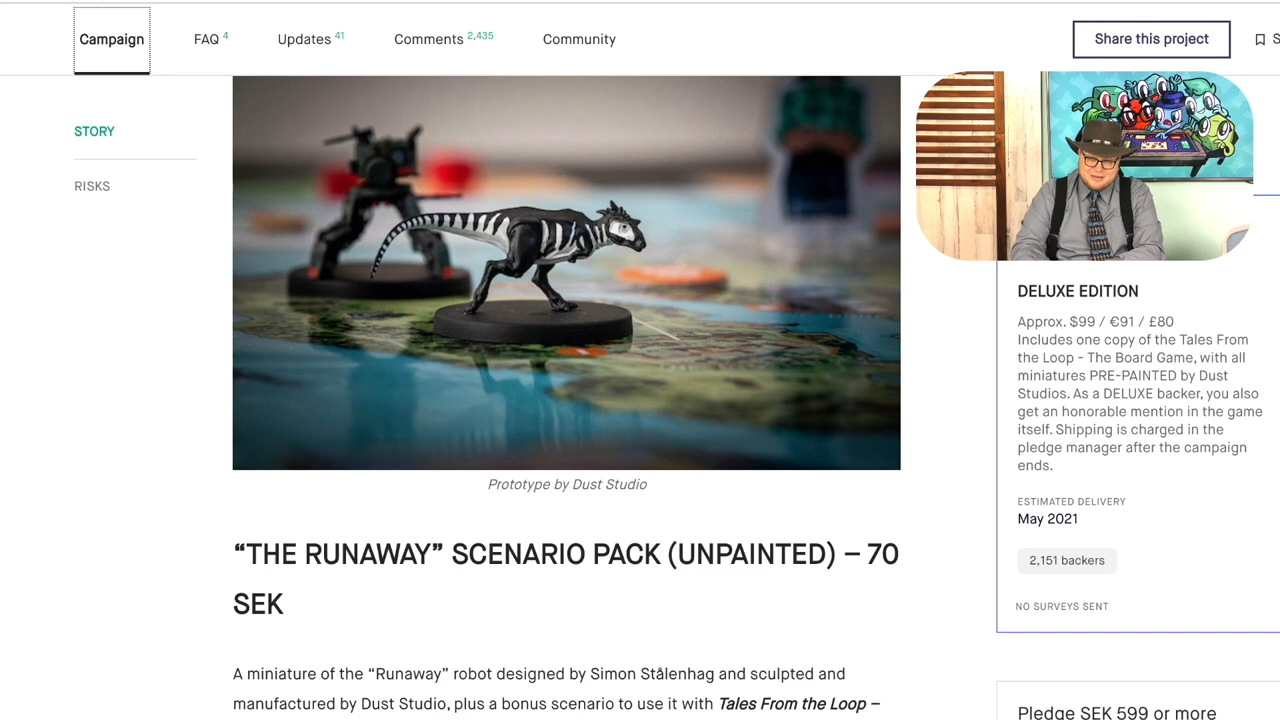 Campaign
FAQ 4
Updates 41
Comments 2,435
Community
Share this project
S
STORY
RISKS
Prototype by Dust Studio
“THE RUNAWAY” SCENARIO PACK (UNPAINTED) – 70
SEK
A miniature of the “Runaway” robot designed by Simon Stålenhag and sculpted and
manufactured by Dust Studio, plus a bonus scenario to use it with Tales From the Loop –
DELUXE EDITION
Approx. $99 / €91 / £80
Includes one copy of the Tales From
the Loop - The Board Game, with all
miniatures PRE-PAINTED by Dust
Studios. As a DELUXE backer, you also
get an honorable mention in the game
itself. Shipping is charged in the
pledge manager after the campaign
ends.
ESTIMATED DELIVERY
May 2021
2,151 backers
NO SURVEYS SENT
Pledge SEK 599 or more